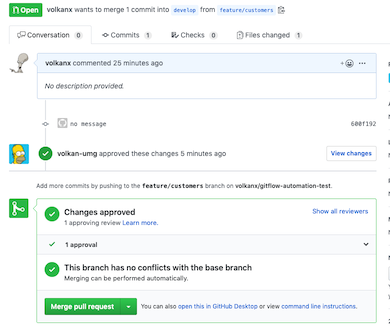 Open volkanx wants to merge 1 commit into develop from feature/customers
Conversation 0 Commits 1 Checks 0 Files changed 1
volkanx commented 25 minutes ago
No description provided.
no message 600f192
volkan-umg approved these changes 5 minutes ago View changes
Add more commits by pushing to the feature/customers branch on volkanx/gitflow-automation-test.
Changes approved Show all reviewers
1 approving review Learn more.
1 approval
This branch has no conflicts with the base branch
Merging can be performed automatically.
Merge pull request You can also open this in GitHub Desktop or view command line instructions.